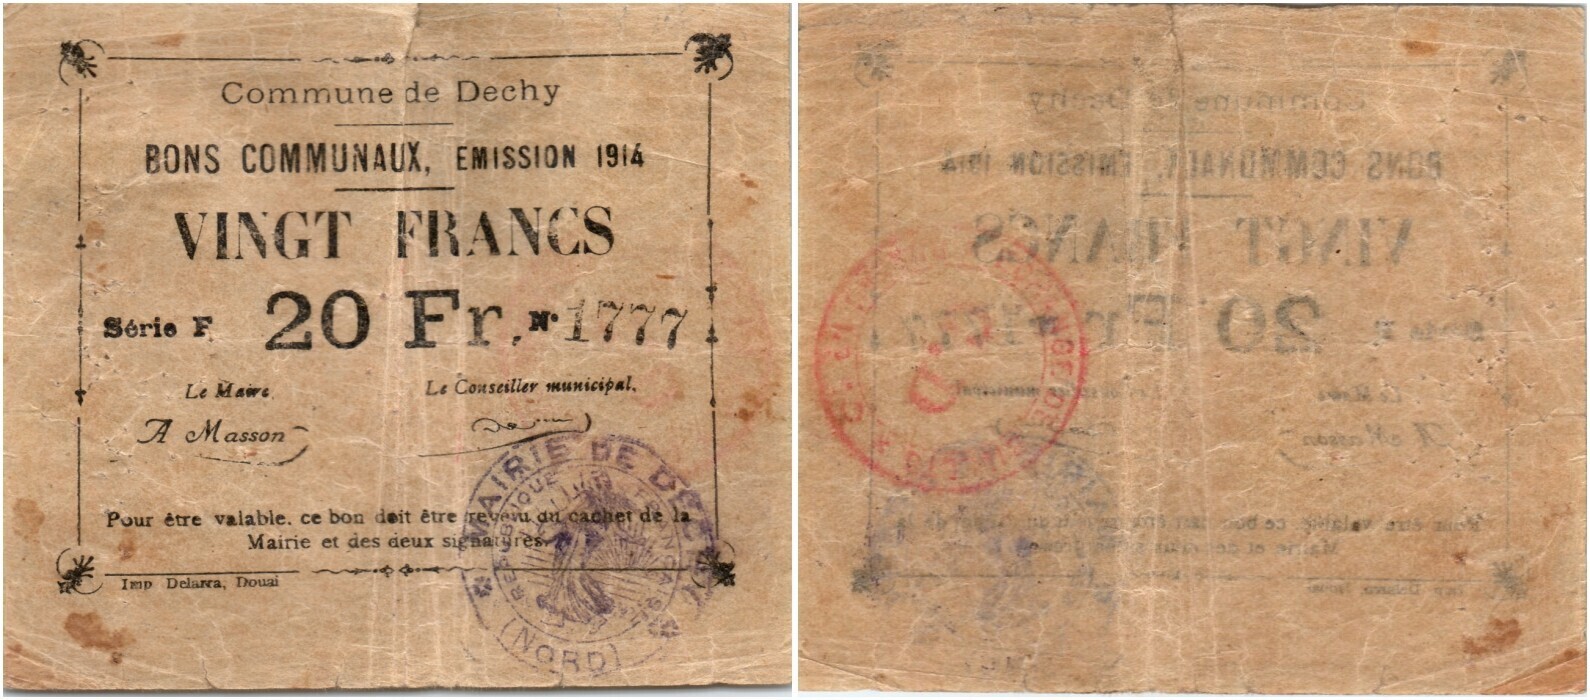 Commune de Dechy
BONS COMMUNAUX, EMISSION 1914
VINGT FRANCS
Série F 20 Fr. N° 1777
Le Maire Le Conseiller municipal.
A Masson
Pour être valable, ce bon doit être revêtu du cachet de la
Mairie et des deux signatures.
Imp Delarra, Douai
MAIRIE DE DECHY
RÉPUBLIQUE FRANÇAISE
(NORD)